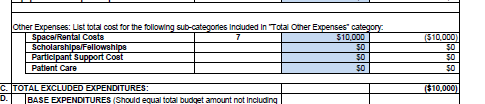 Other Expenses: List total cost for the following sub-categories included in "Total Other Expenses" category:
Space/Rental Costs 7 $10,000 ($10,000)
Scholarships/Fellowships $0 $0
Participant Support Cost $0 $0
Patient Care $0 $0
C. TOTAL EXCLUDED EXPENDITURES: ($10,000)
D. BASE EXPENDITURES (Should equal total budget amount not including